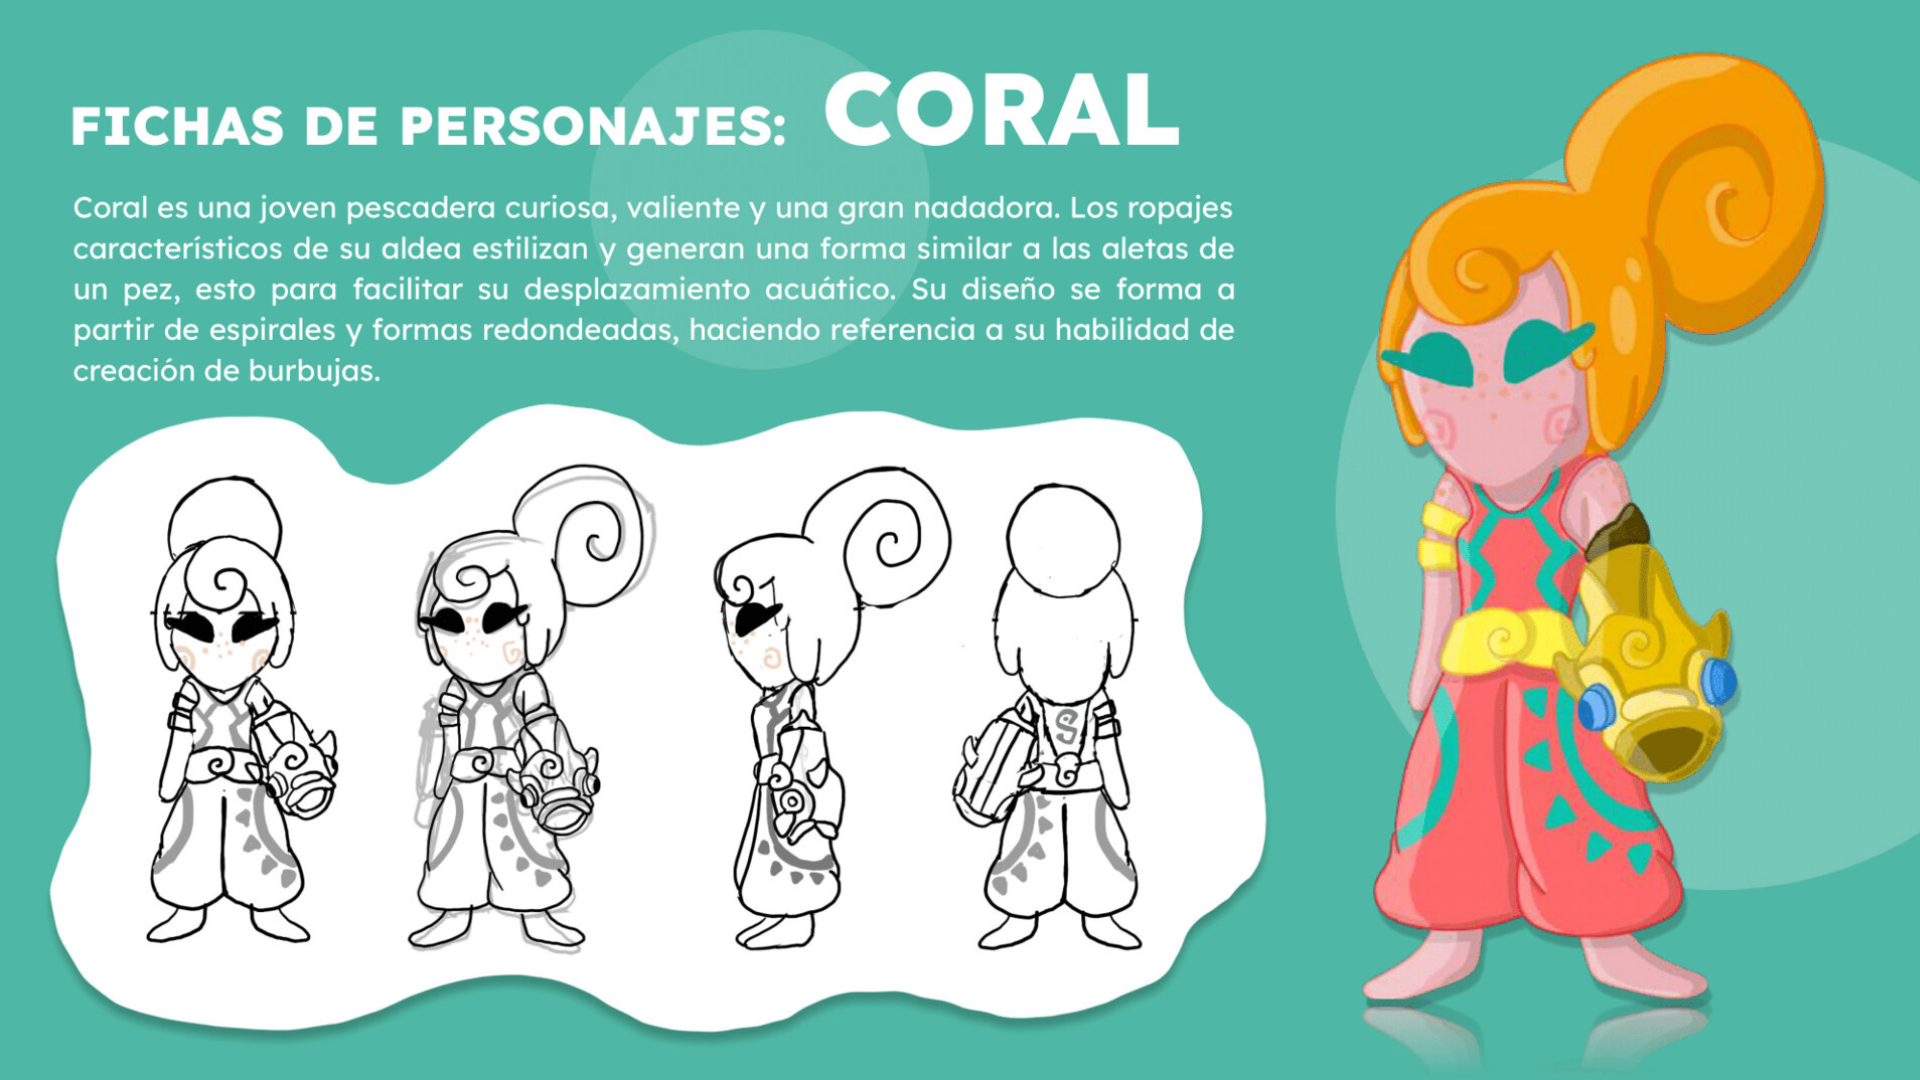 FICHAS DE PERSONAJES: CORAL
Coral es una joven pescadera curiosa, valiente y una gran nadadora. Los ropajes
característicos de su aldea estilizan y generan una forma similar a las aletas de
un pez, esto para facilitar su desplazamiento acuático. Su diseño se forma a
partir de espirales y formas redondeadas, haciendo referencia a su habilidad de
creación de burbujas.